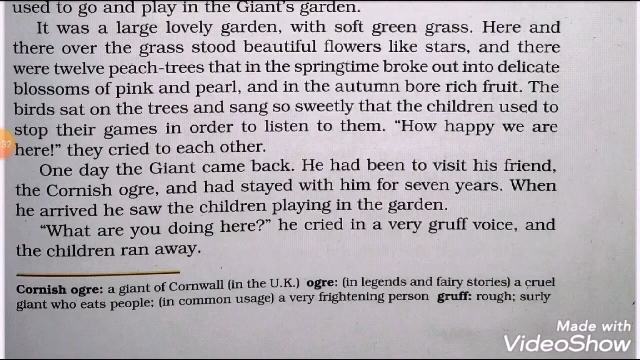 used to go and play in the Giant's garden.
It was a large lovely garden, with soft green grass. Here and
there over the grass stood beautiful flowers like stars, and there
were twelve peach-trees that in the springtime broke out into delicate
blossoms of pink and pearl, and in the autumn bore rich fruit. The
birds sat on the trees and sang so sweetly that the children used to
stop their games in order to listen to them. “How happy we are
here!” they cried to each other.
One day the Giant came back. He had been to visit his friend,
the Cornish ogre, and had stayed with him for seven years. When
he arrived he saw the children playing in the garden.
“What are you doing here?” he cried in a very gruff voice, and
the children ran away.
Cornish ogre: a giant of Cornwall (in the U.K.) ogre: (in legends and fairy stories) a cruel
giant who eats people; (in common usage) a very frightening person gruff: rough; surly
Made with
VideoShow